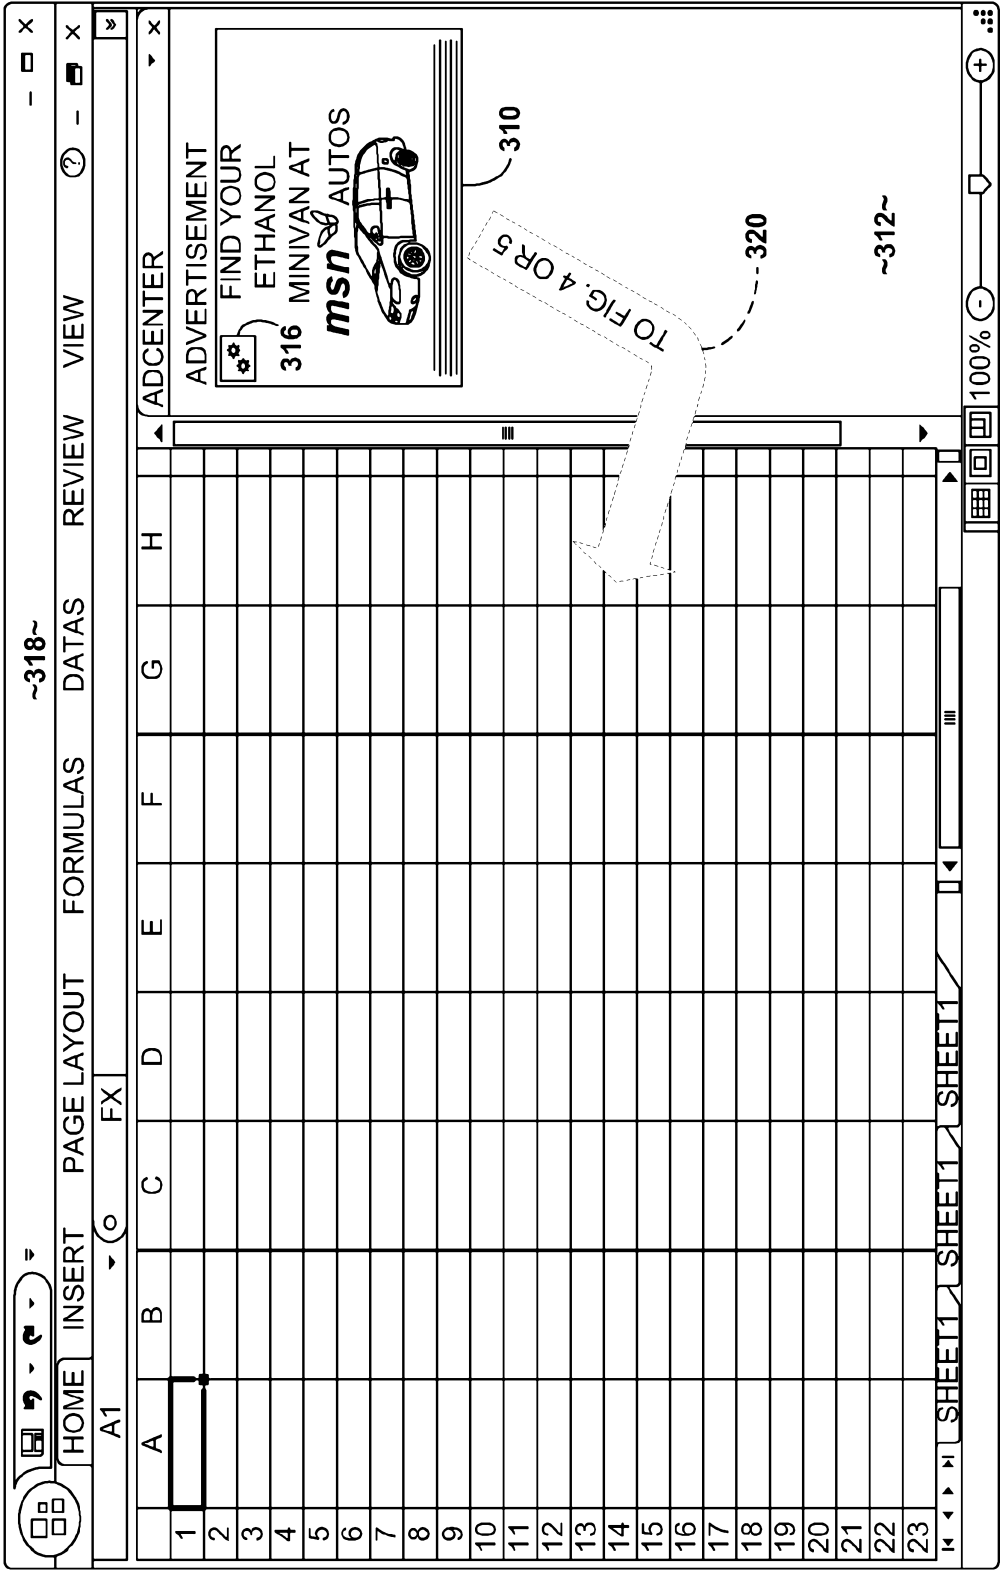 ~318~
HOME INSERT PAGE LAYOUT FORMULAS DATAS REVIEW VIEW ?
A1 FX
A B C D E F G H
1
2
3
4
5
6
7
8
9
10
11
12
13
14
15
16
17
18
19
20
21
22
23
ADCENTER
ADVERTISEMENT
FIND YOUR
ETHANOL
MINIVAN AT
msn AUTOS
316
310
TO FIG. 4 OR 5
320
~312~
SHEET1 SHEET1 SHEET1
100% - +